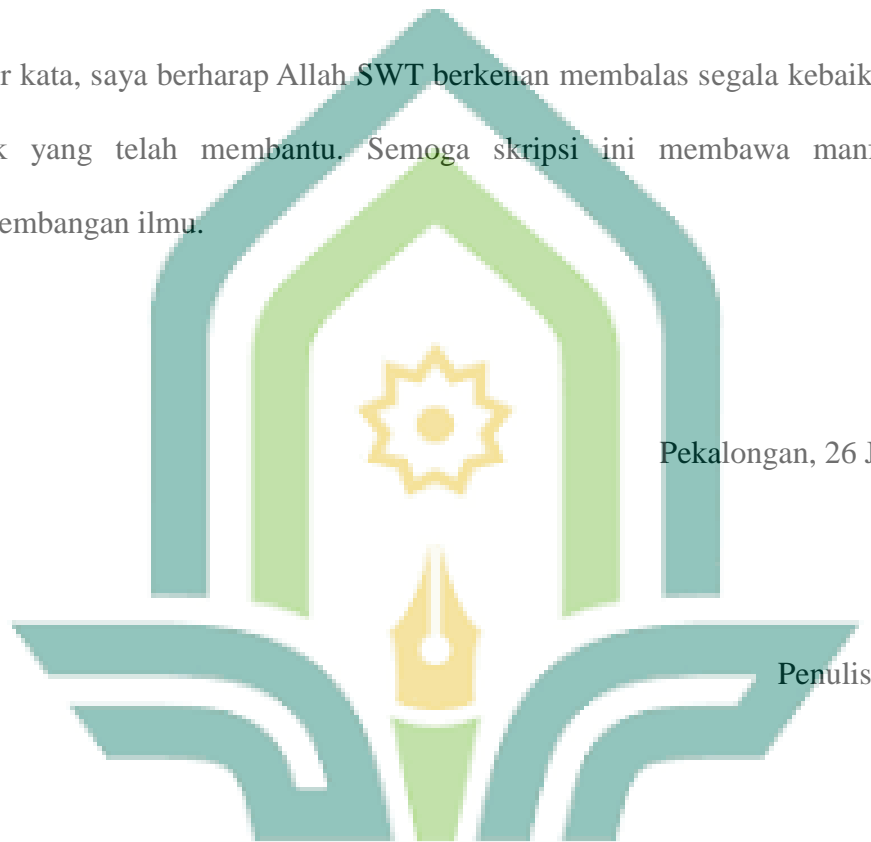 r kata, saya berharap Allah SWT berkenan membalas segala kebaik
k yang telah membantu. Semoga skripsi ini membawa manf
embangan ilmu.
Pekalongan, 26 J
Penulis